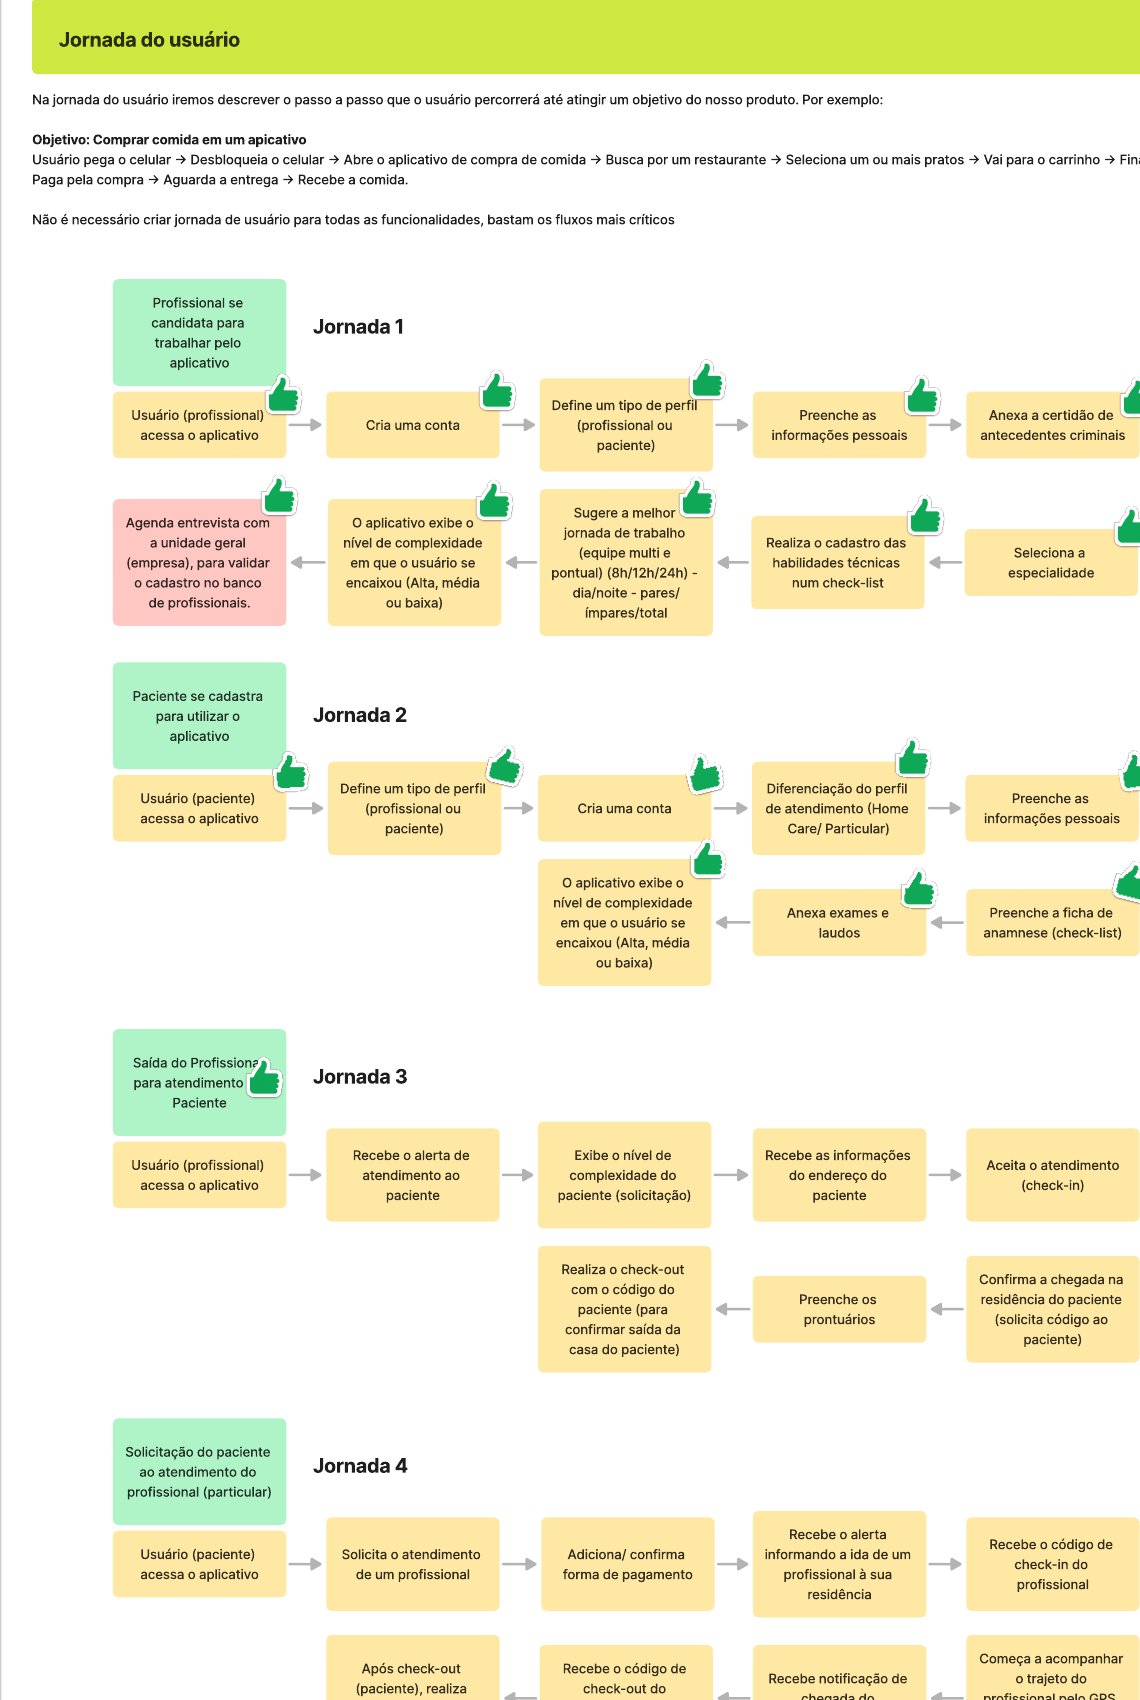 Jornada do usuário
Na jornada do usuário iremos descrever o passo a passo que o usuário percorrerá até atingir um objetivo do nosso produto. Por exemplo:
Objetivo: Comprar comida em um apicativo
Usuário pega o celular → Desbloqueia o celular → Abre o aplicativo de compra de comida → Busca por um restaurante → Seleciona um ou mais pratos → Vai para o carrinho →
Paga pela compra → Aguarda a entrega → Recebe a comida.
Não é necessário criar jornada de usuário para todas as funcionalidades, bastam os fluxos mais críticos
Profissional se
candidata para
trabalhar pelo
aplicativo
Jornada 1
Usuário (profissional)
acessa o aplicativo
Cria uma conta
Define um tipo de perfil
(profissional ou
paciente)
Preenche as
informações pessoais
Anexa a certidão de
antecedentes criminais
Seleciona a
especialidade
Realiza o cadastro das
habilidades técnicas
num check-list
Sugere a melhor
jornada de trabalho
(equipe multi e
pontual) (8h/12h/24h) -
dia/noite - pares/
ímpares/total
O aplicativo exibe o
nível de complexidade
em que o usuário se
encaixou (Alta, média
ou baixa)
Agenda entrevista com
a unidade geral
(empresa), para validar
o cadastro no banco
de profissionais.
Paciente se cadastra
para utilizar o
aplicativo
Jornada 2
Usuário (paciente)
acessa o aplicativo
Define um tipo de perfil
(profissional ou
paciente)
Cria uma conta
Diferenciação do perfil
de atendimento (Home
Care/ Particular)
Preenche as
informações pessoais
Preenche a ficha de
anamnese (check-list)
Anexa exames e
laudos
O aplicativo exibe o
nível de complexidade
em que o usuário se
encaixou (Alta, média
ou baixa)
Saída do Profissional
para atendimento
Paciente
Jornada 3
Usuário (profissional)
acessa o aplicativo
Recebe o alerta de
atendimento ao
paciente
Exibe o nível de
complexidade do
paciente (solicitação)
Recebe as informações
do endereço do
paciente
Aceita o atendimento
(check-in)
Confirma a chegada na
residência do paciente
(solicita código ao
paciente)
Preenche os
prontuários
Realiza o check-out
com o código do
paciente (para
confirmar saída da
casa do paciente)
Solicitação do paciente
ao atendimento do
profissional (particular)
Jornada 4
Usuário (paciente)
acessa o aplicativo
Solicita o atendimento
de um profissional
Adiciona/ confirma
forma de pagamento
Recebe o alerta
informando a ida de um
profissional à sua
residência
Recebe o código de
check-in do
profissional
Começa a acompanhar
o trajeto do
profissional pelo GPS
Recebe notificação de
chegada do
Recebe o código de
check-out do
Após check-out
(paciente), realiza